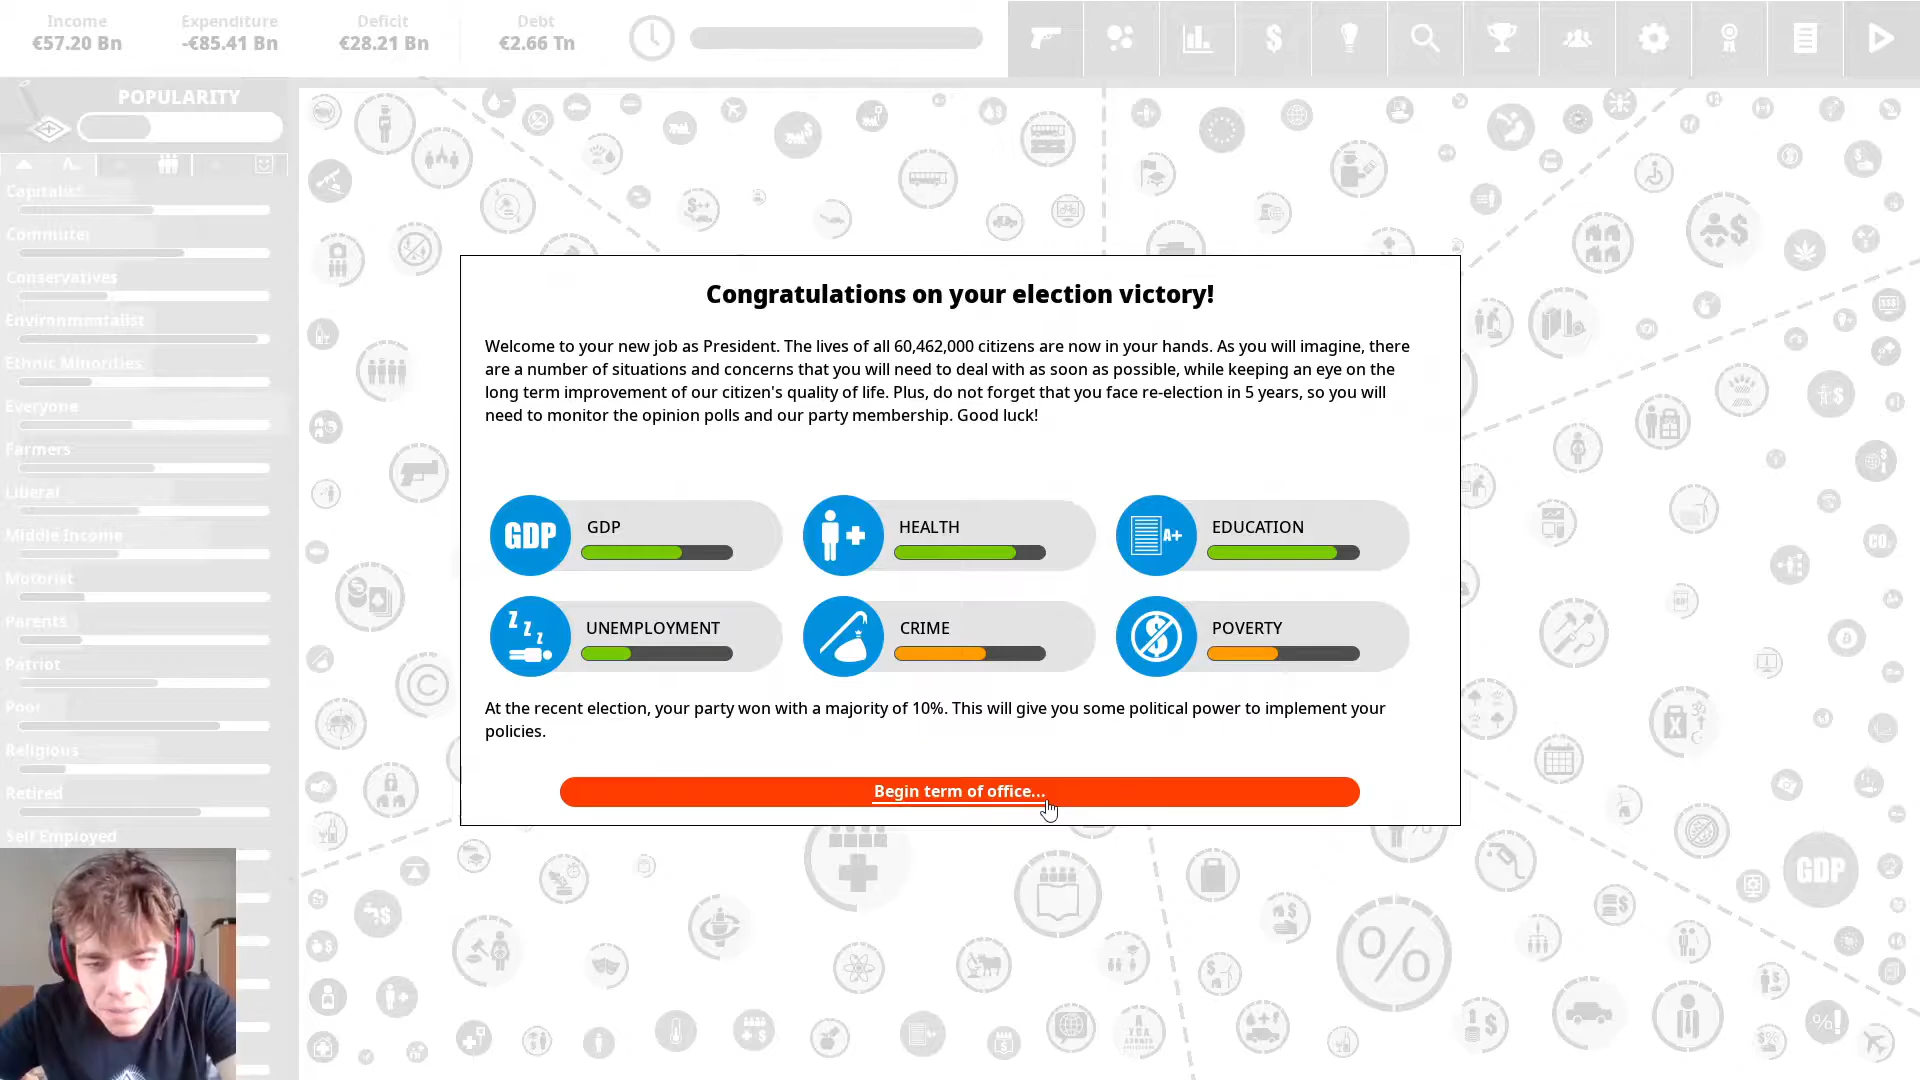 Income
Expenditure
Deficit
Debt
€57.20 Bn
-€85.41 Bn
€28.21 Bn
€2.66 Tn
POPULARITY
Capitalist
Commuter
Conservatives
Environmentalist
Ethnic Minorities
Everyone
Farmers
Liberal
Middle Income
Motorist
Parents
Patriot
Poor
Religious
Retired
Self Employed
Congratulations on your election victory!
Welcome to your new job as President. The lives of all 60,462,000 citizens are now in your hands. As you will imagine, there
are a number of situations and concerns that you will need to deal with as soon as possible, while keeping an eye on the
long term improvement of our citizen's quality of life. Plus, do not forget that you face re-election in 5 years, so you will
need to monitor the opinion polls and our party membership. Good luck!
GDP
GDP
HEALTH
A+
EDUCATION
Z Z Z
UNEMPLOYMENT
CRIME
$
POVERTY
At the recent election, your party won with a majority of 10%. This will give you some political power to implement your
policies.
Begin term of office...
GDP
%